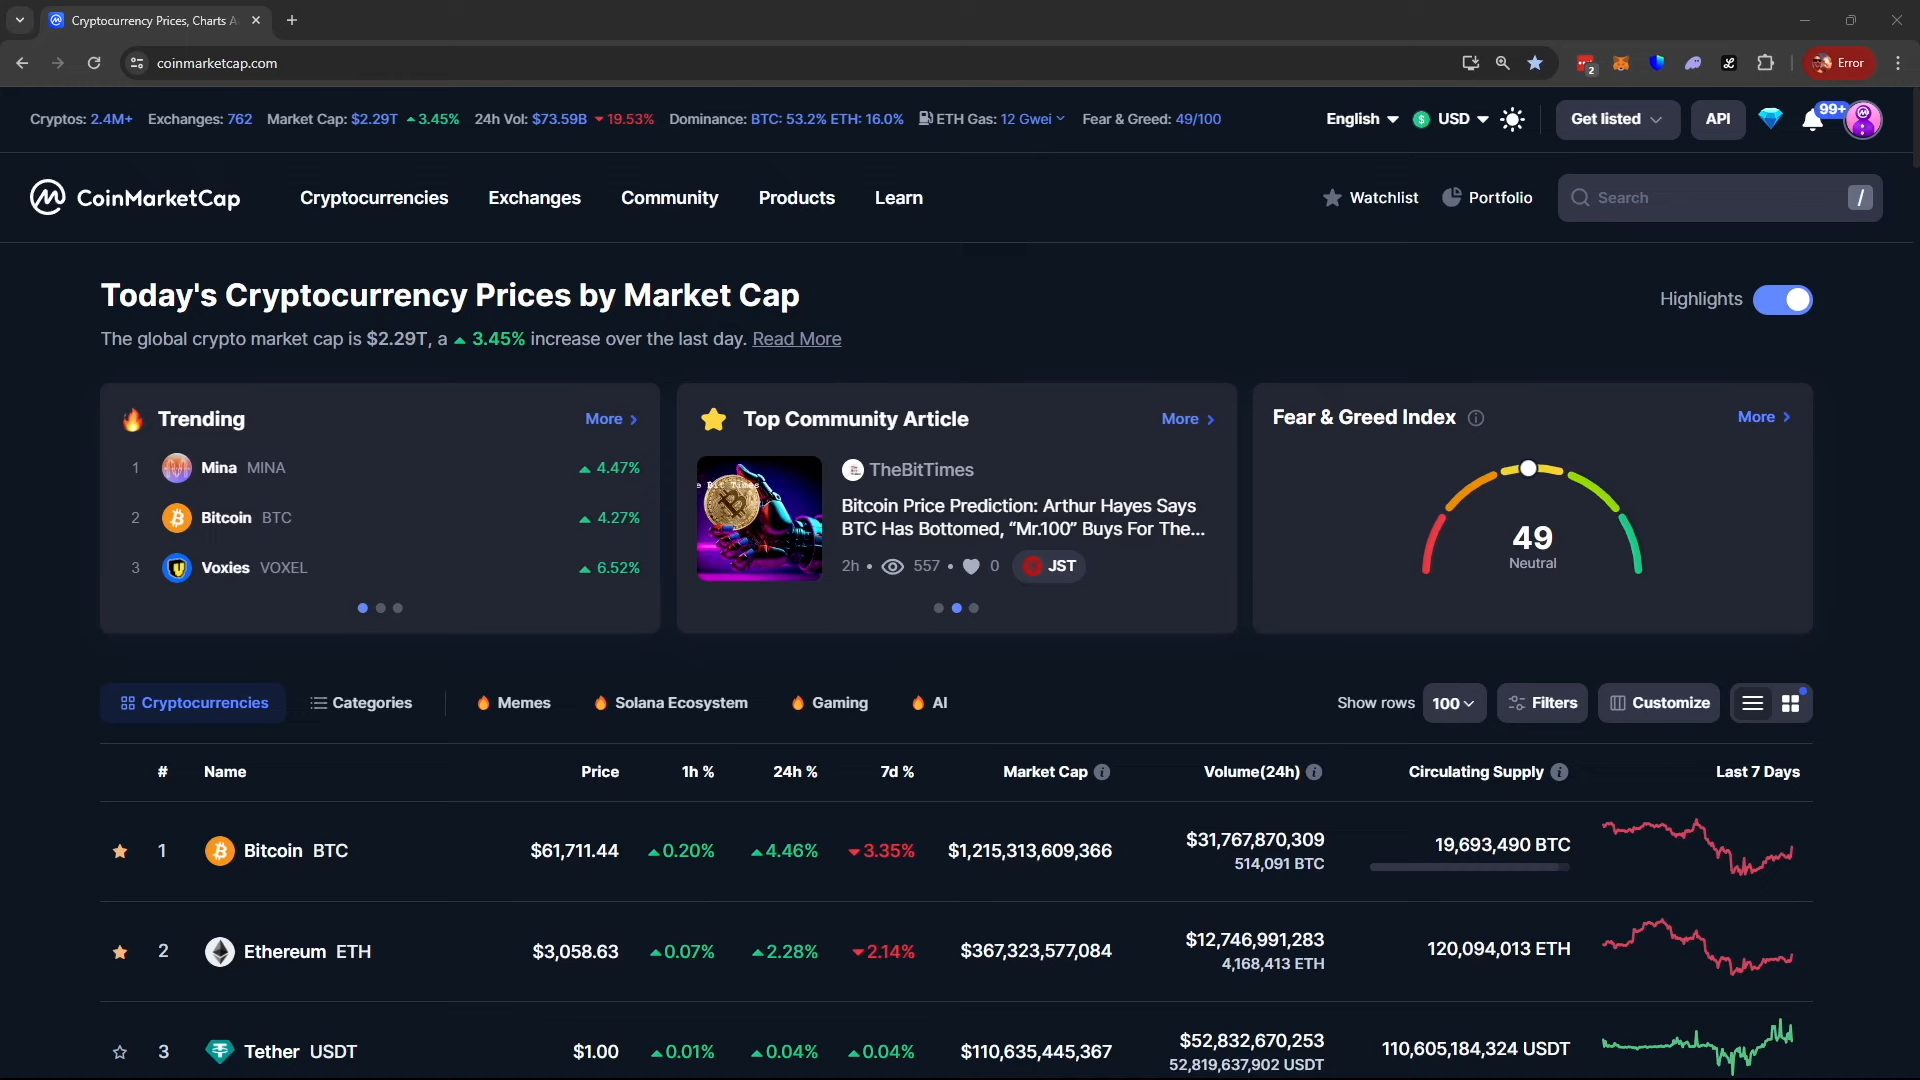 Cryptocurrency Prices, Charts A
coinmarketcap.com
2
Error
Cryptos: 2.4M+ Exchanges: 762 Market Cap: $2.29T 3.45% 24h Vol: $73.59B 19.53% Dominance: BTC: 53.2% ETH: 16.0% ETH Gas: 12 Gwei Fear & Greed: 49/100
English $ USD Get listed API 99+
CoinMarketCap Cryptocurrencies Exchanges Community Products Learn Watchlist Portfolio Search /
Today's Cryptocurrency Prices by Market Cap
Highlights
The global crypto market cap is $2.29T, a 3.45% increase over the last day. Read More
Trending More
1 Mina MINA 4.47%
2 Bitcoin BTC 4.27%
3 Voxies VOXEL 6.52%
Top Community Article More
e Bit Times
TheBitTimes
Bitcoin Price Prediction: Arthur Hayes Says
BTC Has Bottomed, “Mr.100” Buys For The...
2h • 557 • 0 JST
Fear & Greed Index More
49
Neutral
Cryptocurrencies Categories Memes Solana Ecosystem Gaming AI Show rows 100 Filters Customize
# Name Price 1h % 24h % 7d % Market Cap Volume(24h) Circulating Supply Last 7 Days
1 Bitcoin BTC $61,711.44 0.20% 4.46% 3.35% $1,215,313,609,366 $31,767,870,309 19,693,490 BTC
514,091 BTC
2 Ethereum ETH $3,058.63 0.07% 2.28% 2.14% $367,323,577,084 $12,746,991,283 120,094,013 ETH
4,168,413 ETH
3 Tether USDT $1.00 0.01% 0.04% 0.04% $110,635,445,367 $52,832,670,253 110,605,184,324 USDT
52,819,637,902 USDT